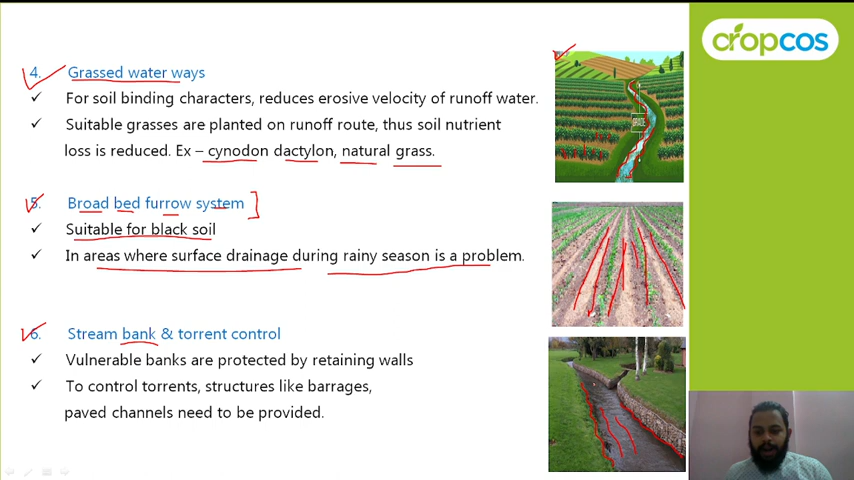 cropcos
4. Grassed water ways
✓ For soil binding characters, reduces erosive velocity of runoff water.
✓ Suitable grasses are planted on runoff route, thus soil nutrient
loss is reduced. Ex – cynodon dactylon, natural grass.
5. Broad bed furrow system
✓ Suitable for black soil
✓ In areas where surface drainage during rainy season is a problem.
6. Stream bank & torrent control
✓ Vulnerable banks are protected by retaining walls
✓ To control torrents, structures like barrages,
paved channels need to be provided.